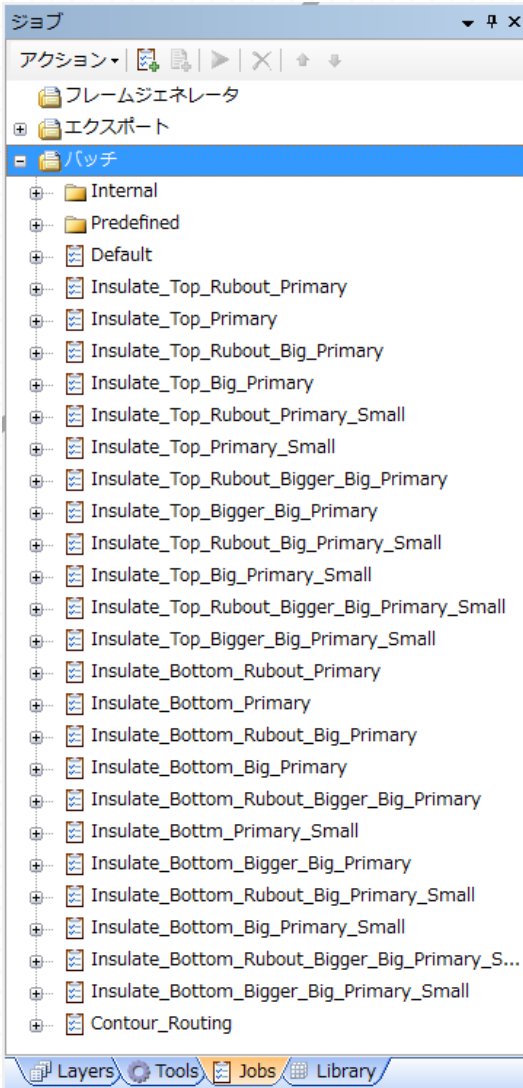 ジョブ
アクション
フレームジェネレータ
エクスポート
バッチ
Internal
Predefined
Default
Insulate_Top_Rubout_Primary
Insulate_Top_Primary
Insulate_Top_Rubout_Big_Primary
Insulate_Top_Big_Primary
Insulate_Top_Rubout_Primary_Small
Insulate_Top_Primary_Small
Insulate_Top_Rubout_Bigger_Big_Primary
Insulate_Top_Bigger_Big_Primary
Insulate_Top_Rubout_Big_Primary_Small
Insulate_Top_Big_Primary_Small
Insulate_Top_Rubout_Bigger_Big_Primary_Small
Insulate_Top_Bigger_Big_Primary_Small
Insulate_Bottom_Rubout_Primary
Insulate_Bottom_Primary
Insulate_Bottom_Rubout_Big_Primary
Insulate_Bottom_Big_Primary
Insulate_Bottom_Rubout_Bigger_Big_Primary
Insulate_Bottm_Primary_Small
Insulate_Bottom_Bigger_Big_Primary
Insulate_Bottom_Rubout_Big_Primary_Small
Insulate_Bottom_Big_Primary_Small
Insulate_Bottom_Rubout_Bigger_Big_Primary_S...
Insulate_Bottom_Bigger_Big_Primary_Small
Contour_Routing
Layers Tools Jobs Library